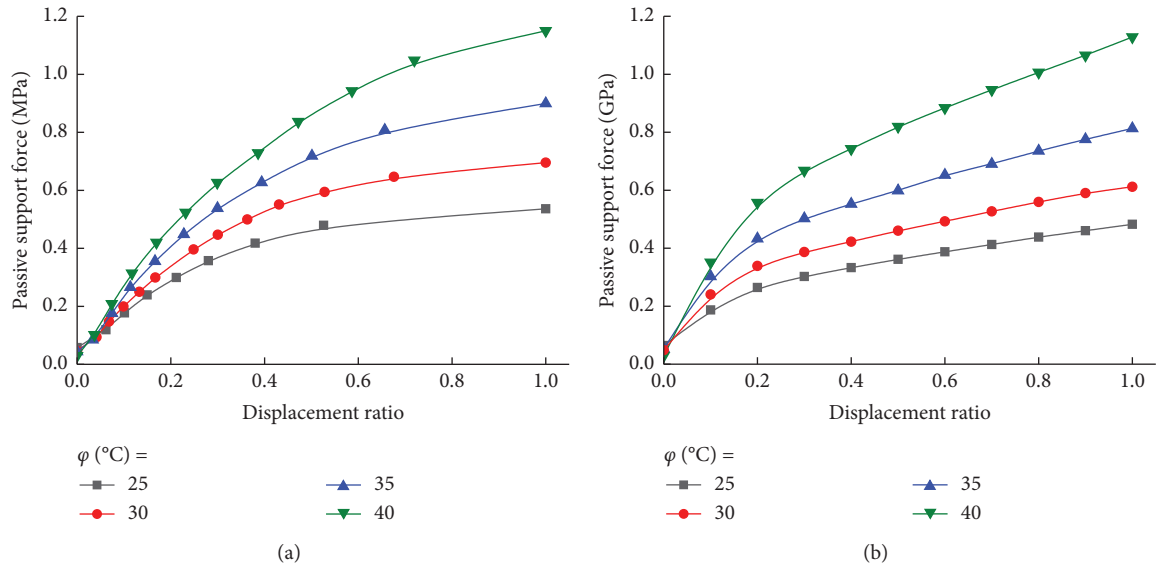 1.2
1.0
0.8
0.6
0.4
0.2
0.0
Passive support force (MPa)
0.0 0.2 0.4 0.6 0.8 1.0
Displacement ratio
φ (°C) =
25 35
30 40
(a)
1.2
1.0
0.8
0.6
0.4
0.2
0.0
Passive support force (GPa)
0.0 0.2 0.4 0.6 0.8 1.0
Displacement ratio
φ (°C) =
25 35
30 40
(b)